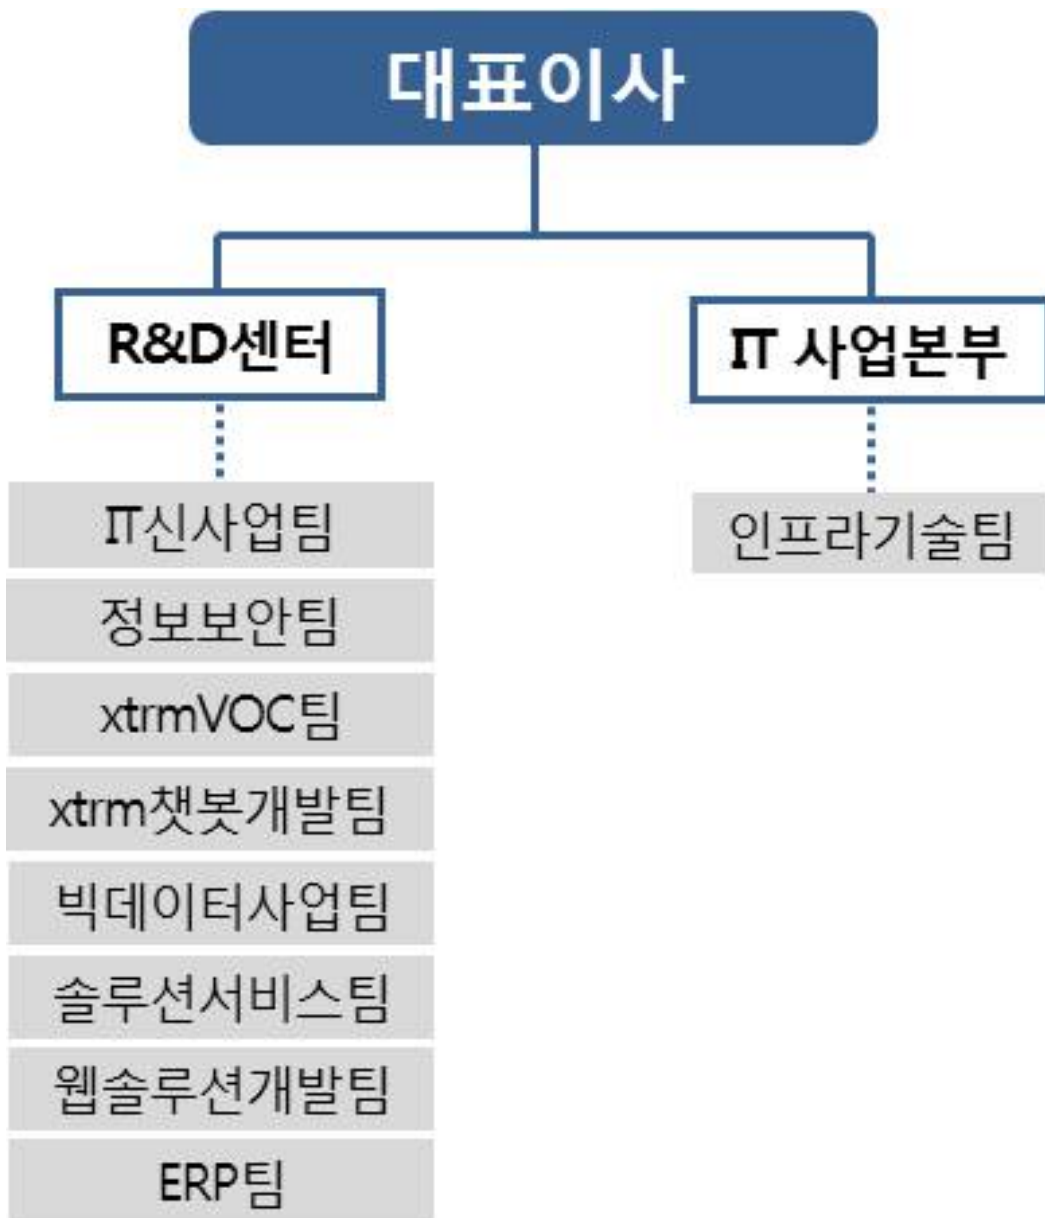 대표이사
R&D센터
IT 사업본부
IT신사업팀
정보보안팀
xtrmVOC팀
xtrm챗봇개발팀
빅데이터사업팀
솔루션서비스팀
웹솔루션개발팀
ERP팀
인프라기술팀